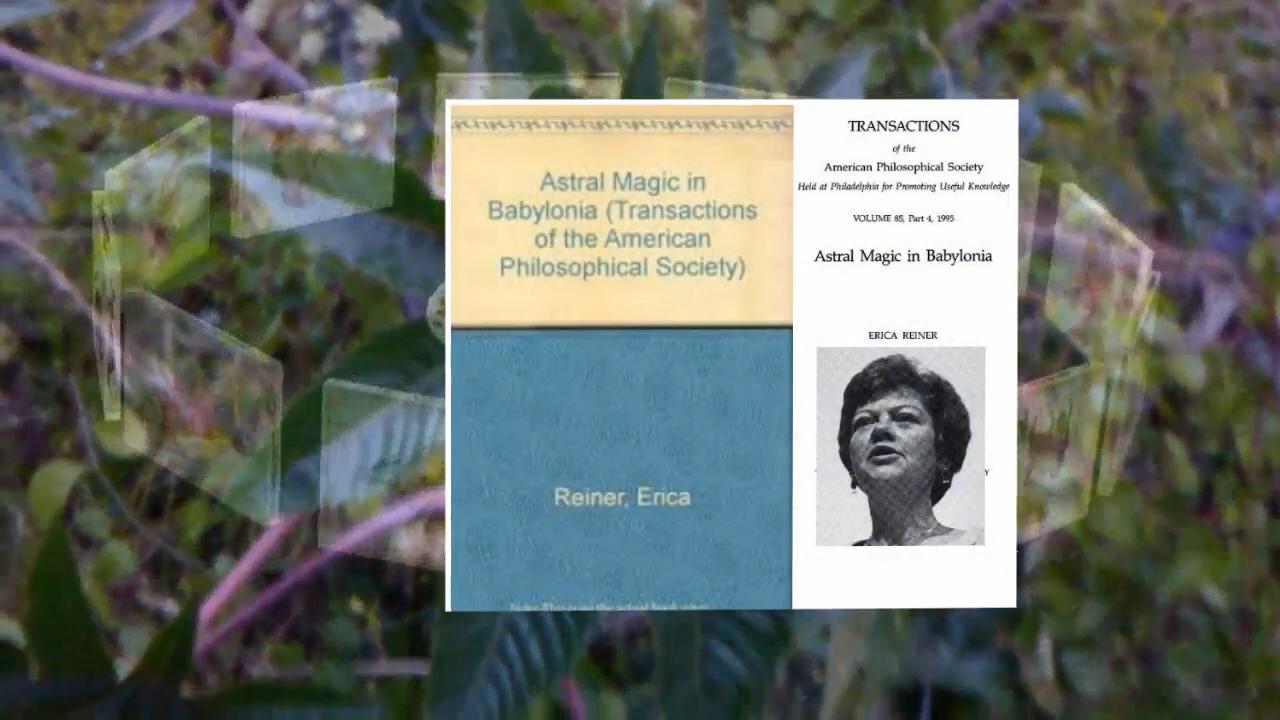 Astral Magic in
Babylonia (Transactions
of the American
Philosophical Society)
Reiner, Erica
TRANSACTIONS
of the
American Philosophical Society
Held at Philadelphia for Promoting Useful Knowledge
VOLUME 85, Part 4, 1995
Astral Magic in Babylonia
ERICA REINER
Y